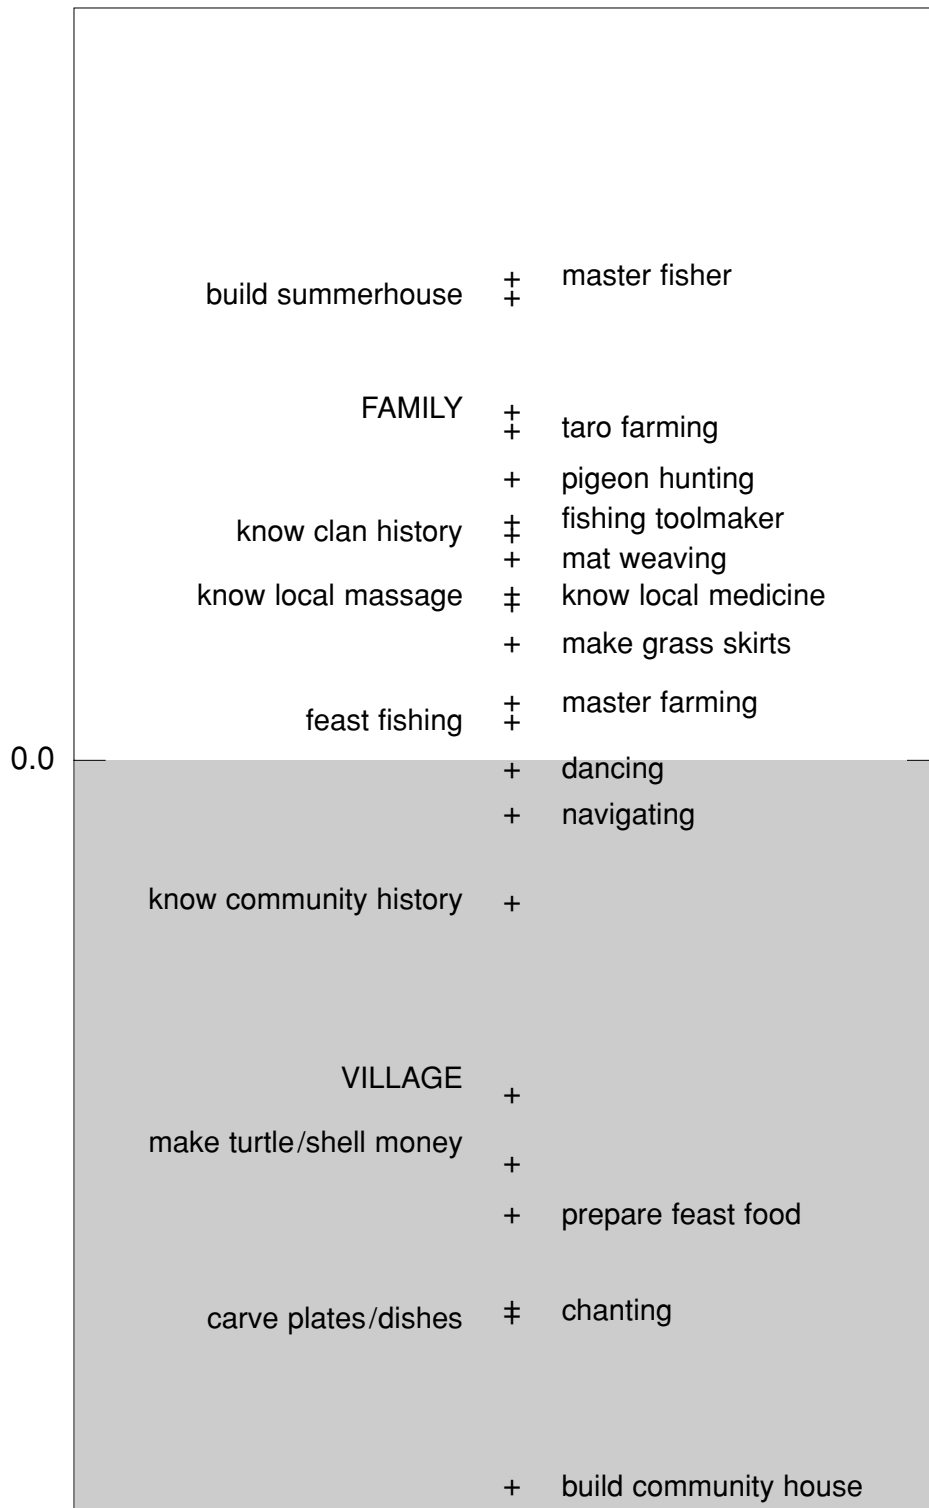 master fisher
build summerhouse
FAMILY
taro farming
pigeon hunting
fishing toolmaker
know clan history
mat weaving
know local massage
know local medicine
make grass skirts
master farming
feast fishing
0.0
dancing
navigating
know community history
VILLAGE
make turtle/shell money
prepare feast food
chanting
carve plates/dishes
build community house